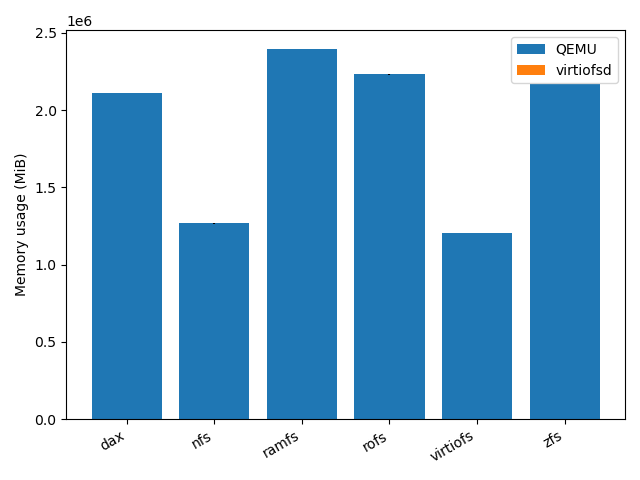 1e6
2.5
2.0
1.5
1.0
0.5
0.0
Memory usage (MiB)
QEMU
virtiofsd
dax
nfs
ramfs
rofs
virtiofs
zfs